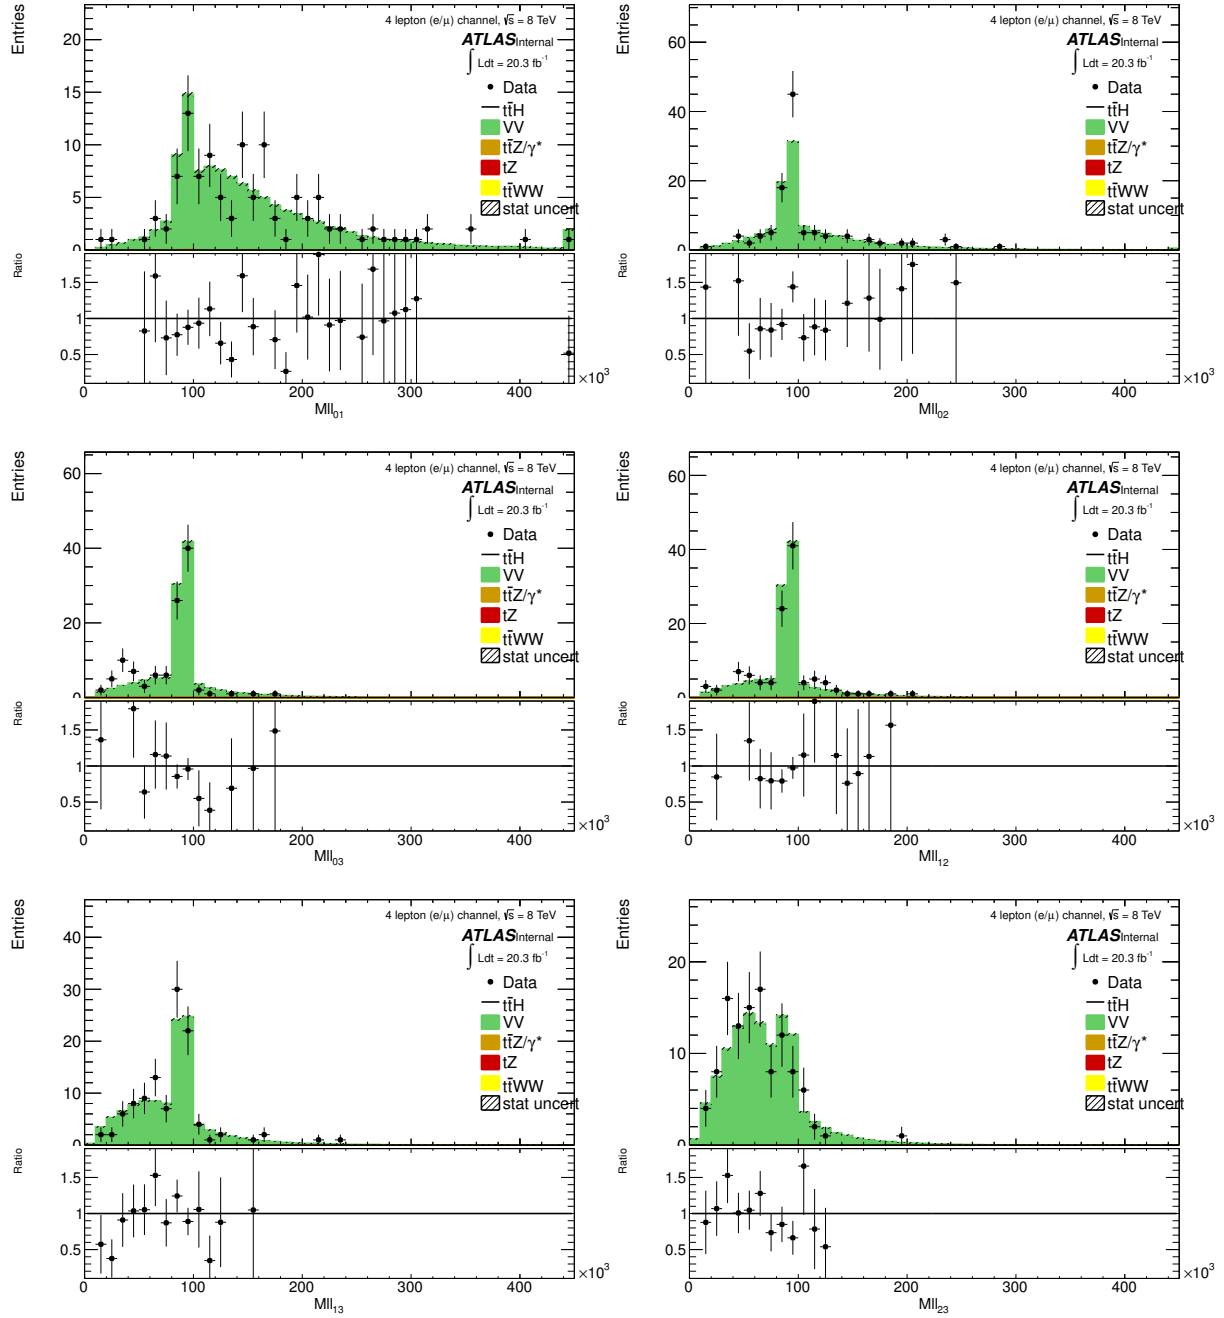 Entries
20
15
10
5
0
4 lepton (e/μ) channel, √s = 8 TeV
ATLAS Internal
∫ Ldt = 20.3 fb⁻¹
Data
tt̄H
VV
tt̄Z/γ*
tZ
tt̄WW
stat uncert
Ratio
1.5
1
0.5
0 100 200 300 400
×10³
Mll₀₁
Entries
60
40
20
0
4 lepton (e/μ) channel, √s = 8 TeV
ATLAS Internal
∫ Ldt = 20.3 fb⁻¹
Data
tt̄H
VV
tt̄Z/γ*
tZ
tt̄WW
stat uncert
Ratio
1.5
1
0.5
0 100 200 300 400
×10³
Mll₀₂
Entries
60
40
20
0
4 lepton (e/μ) channel, √s = 8 TeV
ATLAS Internal
∫ Ldt = 20.3 fb⁻¹
Data
tt̄H
VV
tt̄Z/γ*
tZ
tt̄WW
stat uncert
Ratio
1.5
1
0.5
0 100 200 300 400
×10³
Mll₀₃
Entries
60
40
20
0
4 lepton (e/μ) channel, √s = 8 TeV
ATLAS Internal
∫ Ldt = 20.3 fb⁻¹
Data
tt̄H
VV
tt̄Z/γ*
tZ
tt̄WW
stat uncert
Ratio
1.5
1
0.5
0 100 200 300 400
×10³
Mll₁₂
Entries
40
30
20
10
0
4 lepton (e/μ) channel, √s = 8 TeV
ATLAS Internal
∫ Ldt = 20.3 fb⁻¹
Data
tt̄H
VV
tt̄Z/γ*
tZ
tt̄WW
stat uncert
Ratio
1.5
1
0.5
0 100 200 300 400
×10³
Mll₁₃
Entries
20
10
0
4 lepton (e/μ) channel, √s = 8 TeV
ATLAS Internal
∫ Ldt = 20.3 fb⁻¹
Data
tt̄H
VV
tt̄Z/γ*
tZ
tt̄WW
stat uncert
Ratio
1.5
1
0.5
0 100 200 300 400
×10³
Mll₂₃